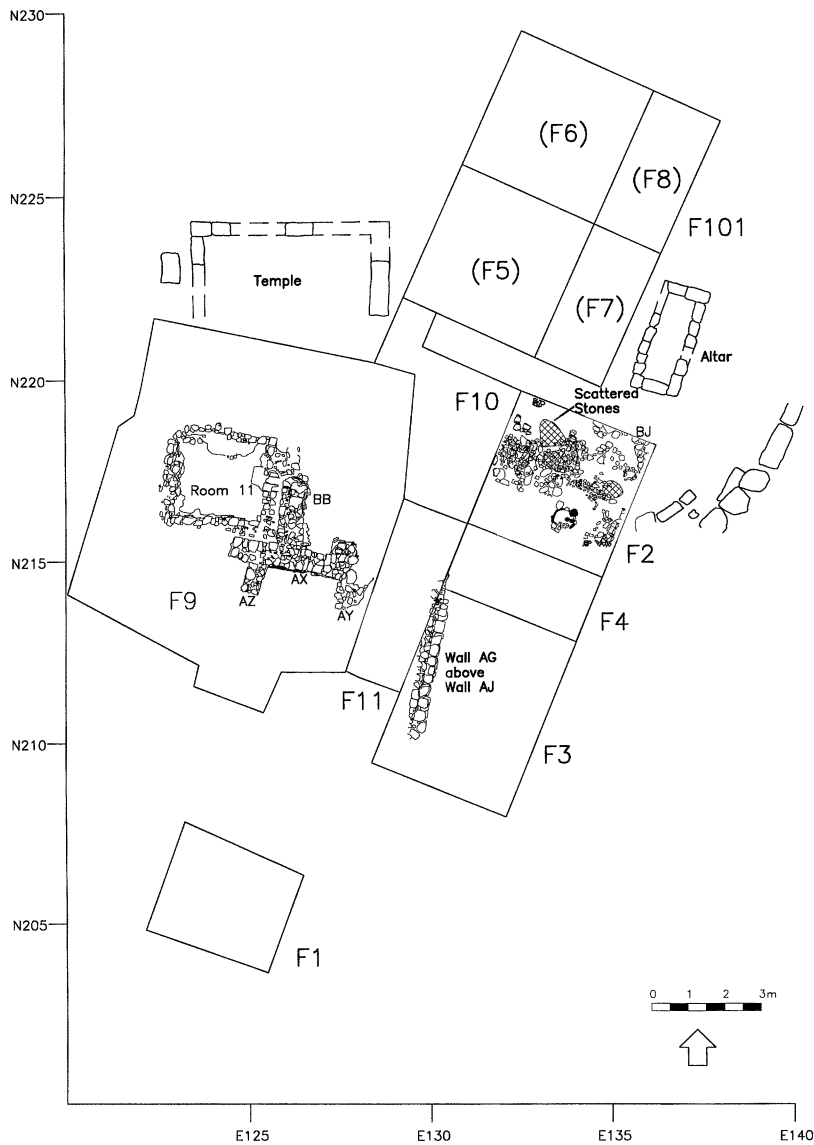 N230
(F6)
(F8)
N225
F101
(F5)
Temple
(F7)
Altar
N220
F10
Scattered
Stones
BJ
Room 11
BB
N215
F2
AX
F9
AZ
AY
F4
Wall AG
above
Wall AJ
F11
N210
F3
N205
F1
0 1 2 3m
E125 E130 E135 E140